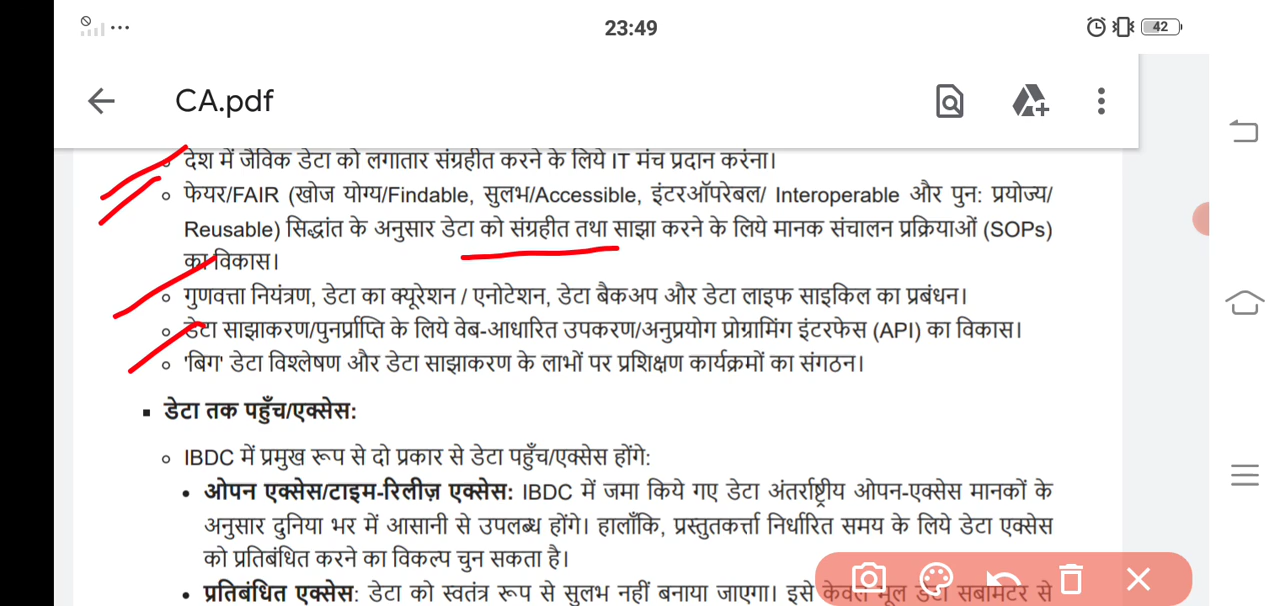 23:49
42
CA.pdf
देश में जैविक डेटा को लगातार संग्रहीत करने के लिये IT मंच प्रदान करंना।
फेयर/FAIR (खोज योग्य/Findable, सुलभ/Accessible, इंटरऑपरेबल/ Interoperable और पुन: प्रयोज्य/
Reusable) सिद्धांत के अनुसार डेटा को संग्रहीत तथा साझा करने के लिये मानक संचालन प्रक्रियाओं (SOPs)
का विकास।
गुणवत्ता नियंत्रण, डेटा का क्यूरेशन / एनोटेशन, डेटा बैकअप और डेटा लाइफ साइकिल का प्रबंधन।
डेटा साझाकरण/पुनर्प्राप्ति के लिये वेब-आधारित उपकरण/अनुप्रयोग प्रोग्रामिंग इंटरफेस (API) का विकास।
'बिग' डेटा विश्लेषण और डेटा साझाकरण के लाभों पर प्रशिक्षण कार्यक्रमों का संगठन।
डेटा तक पहुँच/एक्सेस:
IBDC में प्रमुख रूप से दो प्रकार से डेटा पहुँच/एक्सेस होंगे:
ओपन एक्सेस/टाइम-रिलीज़ एक्सेस: IBDC में जमा किये गए डेटा अंतर्राष्ट्रीय ओपन-एक्सेस मानकों के
अनुसार दुनिया भर में आसानी से उपलब्ध होंगे। हालाँकि, प्रस्तुतकर्त्ता निर्धारित समय के लिये डेटा एक्सेस
को प्रतिबंधित करने का विकल्प चुन सकता है।
प्रतिबंधित एक्सेस: डेटा को स्वतंत्र रूप से सुलभ नहीं बनाया जाएगा। इसे केवल मूल डेटा सबमिटर से